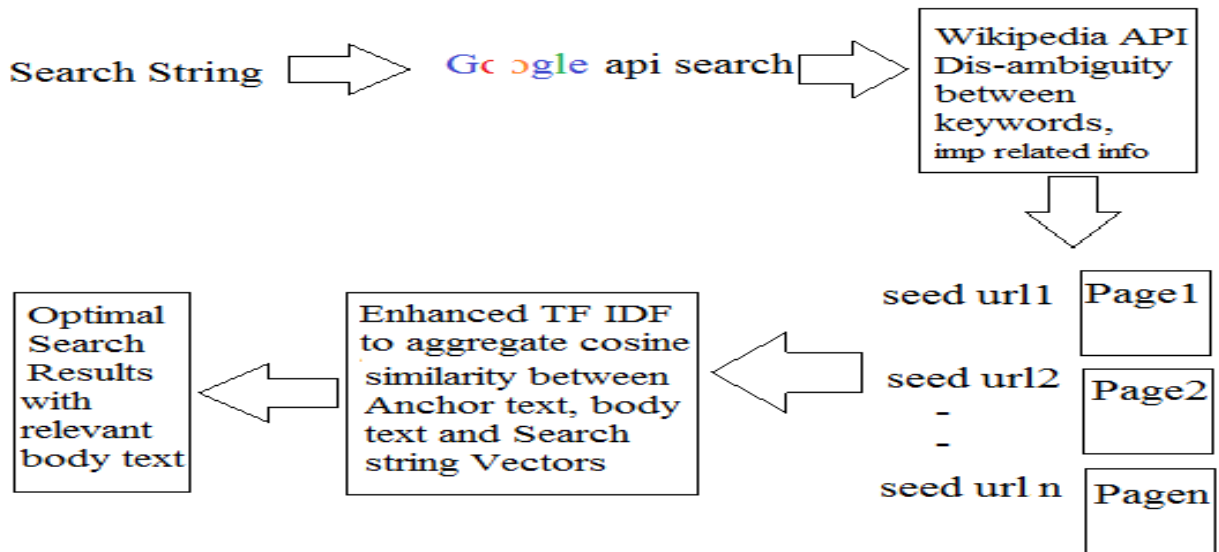 Search String
Google api search
Wikipedia API
Dis-ambiguity
between
keywords,
imp related info
seed url1
Page1
seed url2
Page2
-
-
seed url n
Pagen
Enhanced TF IDF
to aggregate cosine
similarity between
Anchor text, body
text and Search
string Vectors
Optimal
Search
Results
with
relevant
body text